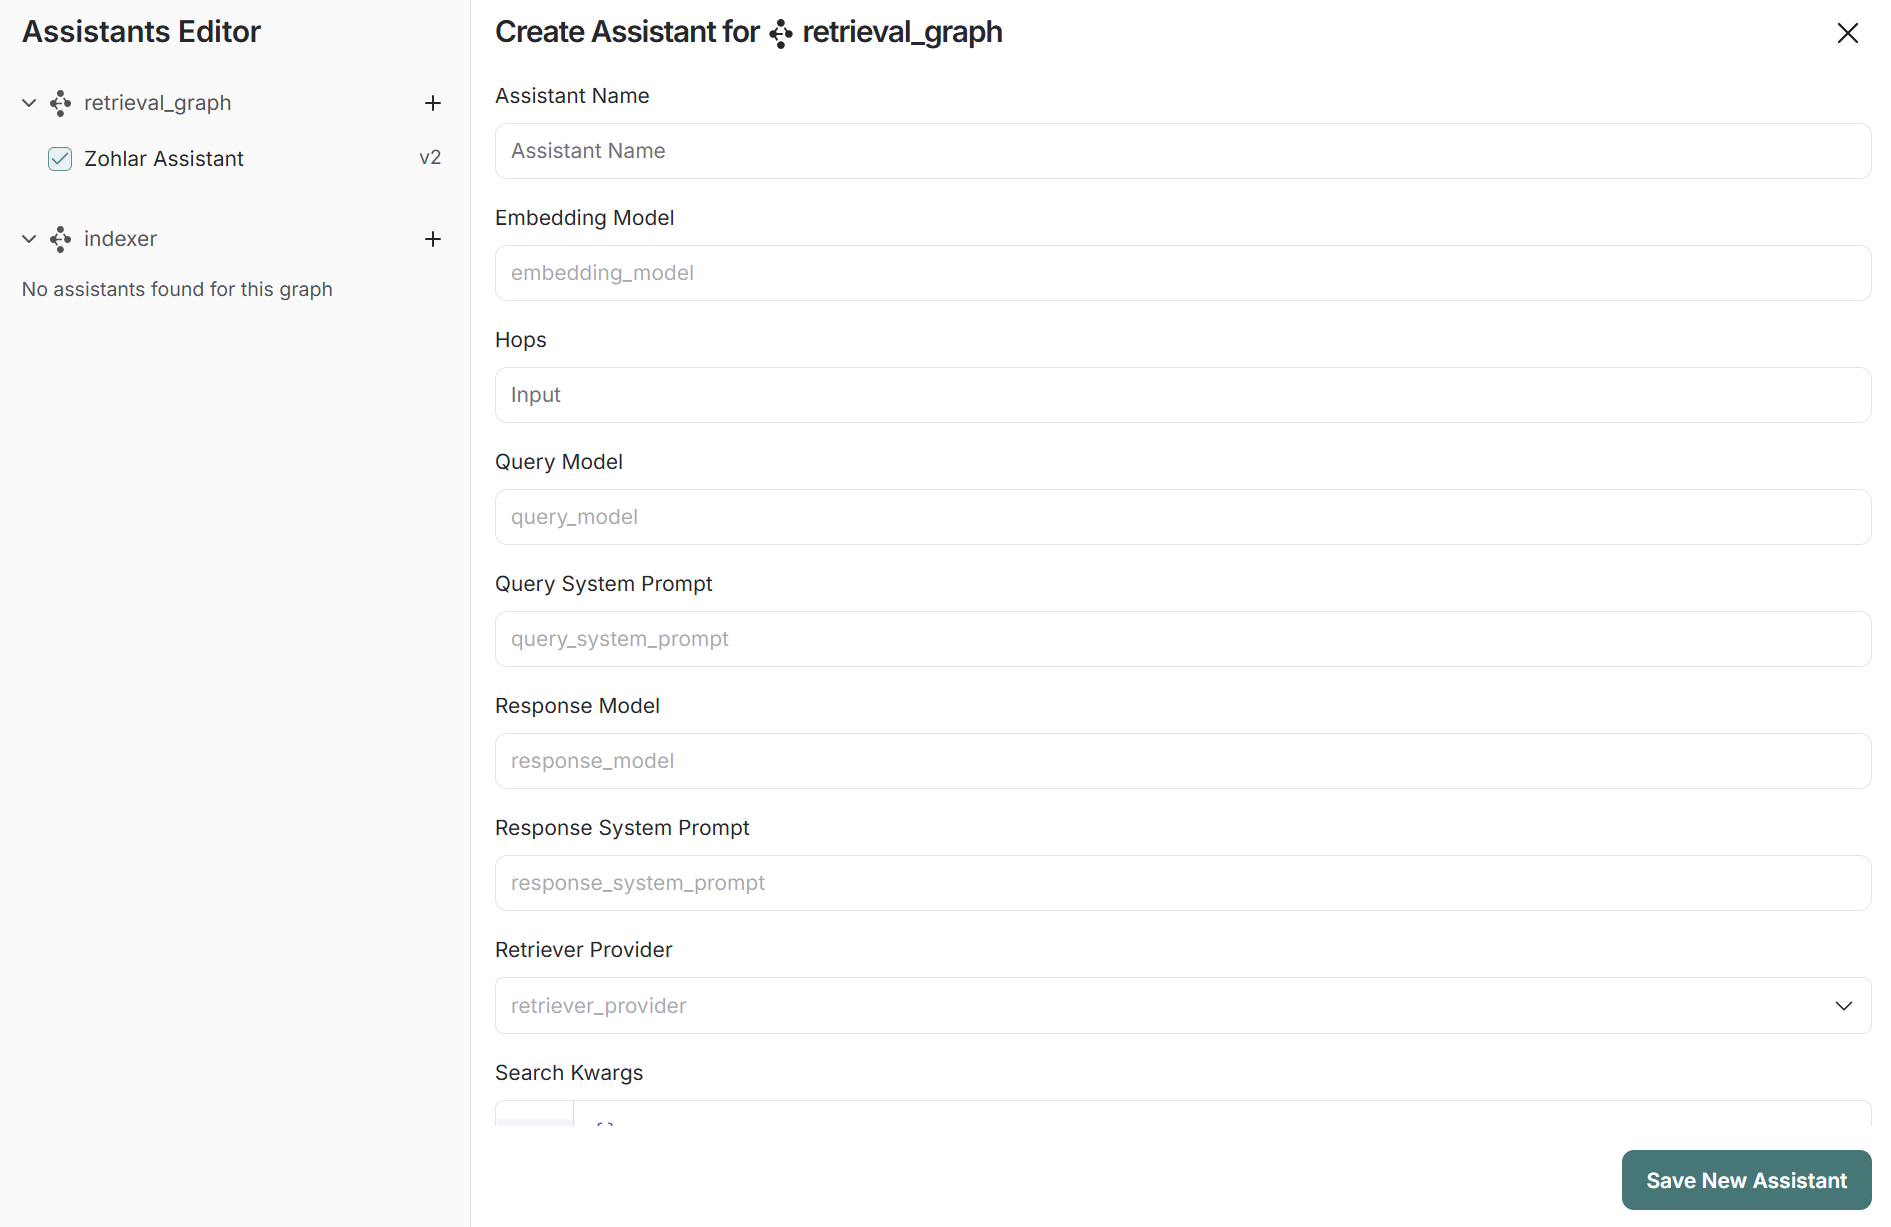 Assistants Editor
retrieval_graph
Zohlar Assistant v2
indexer
No assistants found for this graph
Create Assistant for retrieval_graph
Assistant Name
Assistant Name
Embedding Model
embedding_model
Hops
Input
Query Model
query_model
Query System Prompt
query_system_prompt
Response Model
response_model
Response System Prompt
response_system_prompt
Retriever Provider
retriever_provider
Search Kwargs
Save New Assistant